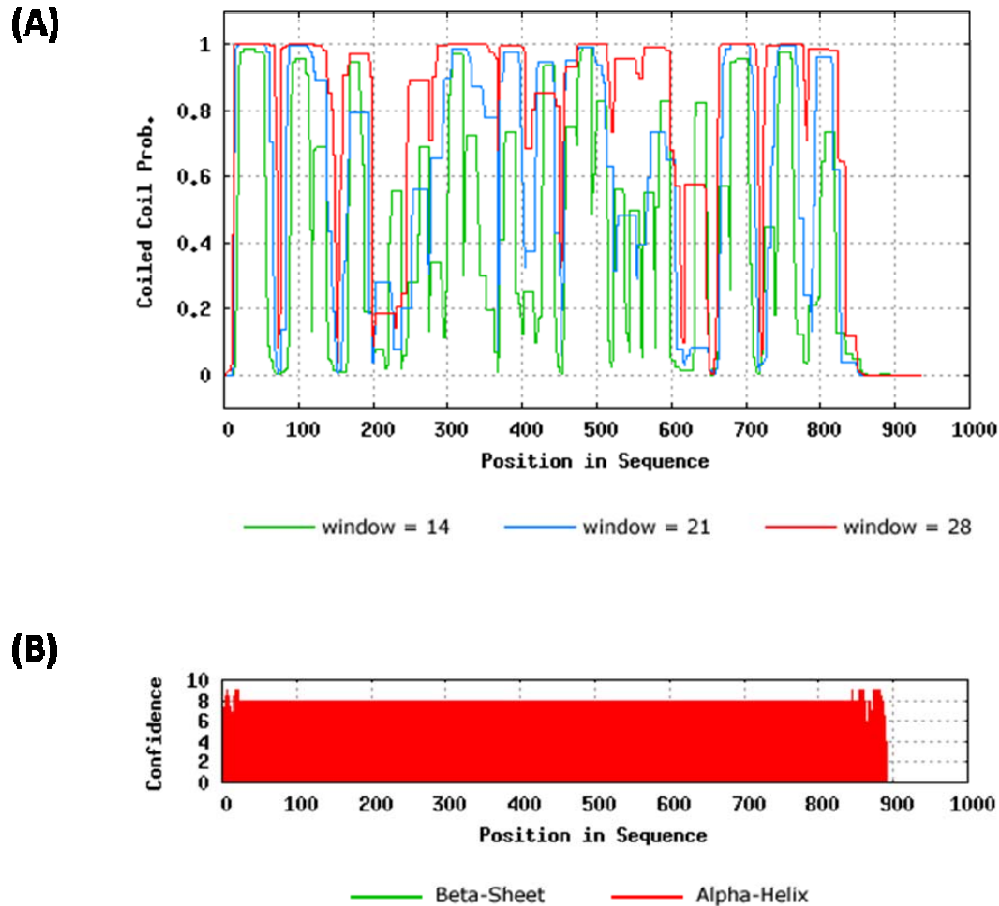 (A)
Coiled Coil Prob.
1
0.8
0.6
0.4
0.2
0
0 100 200 300 400 500 600 700 800 900 1000
Position in Sequence
window = 14 window = 21 window = 28
(B)
Confidence
10
8
6
4
2
0
0 100 200 300 400 500 600 700 800 900 1000
Position in Sequence
Beta-Sheet Alpha-Helix